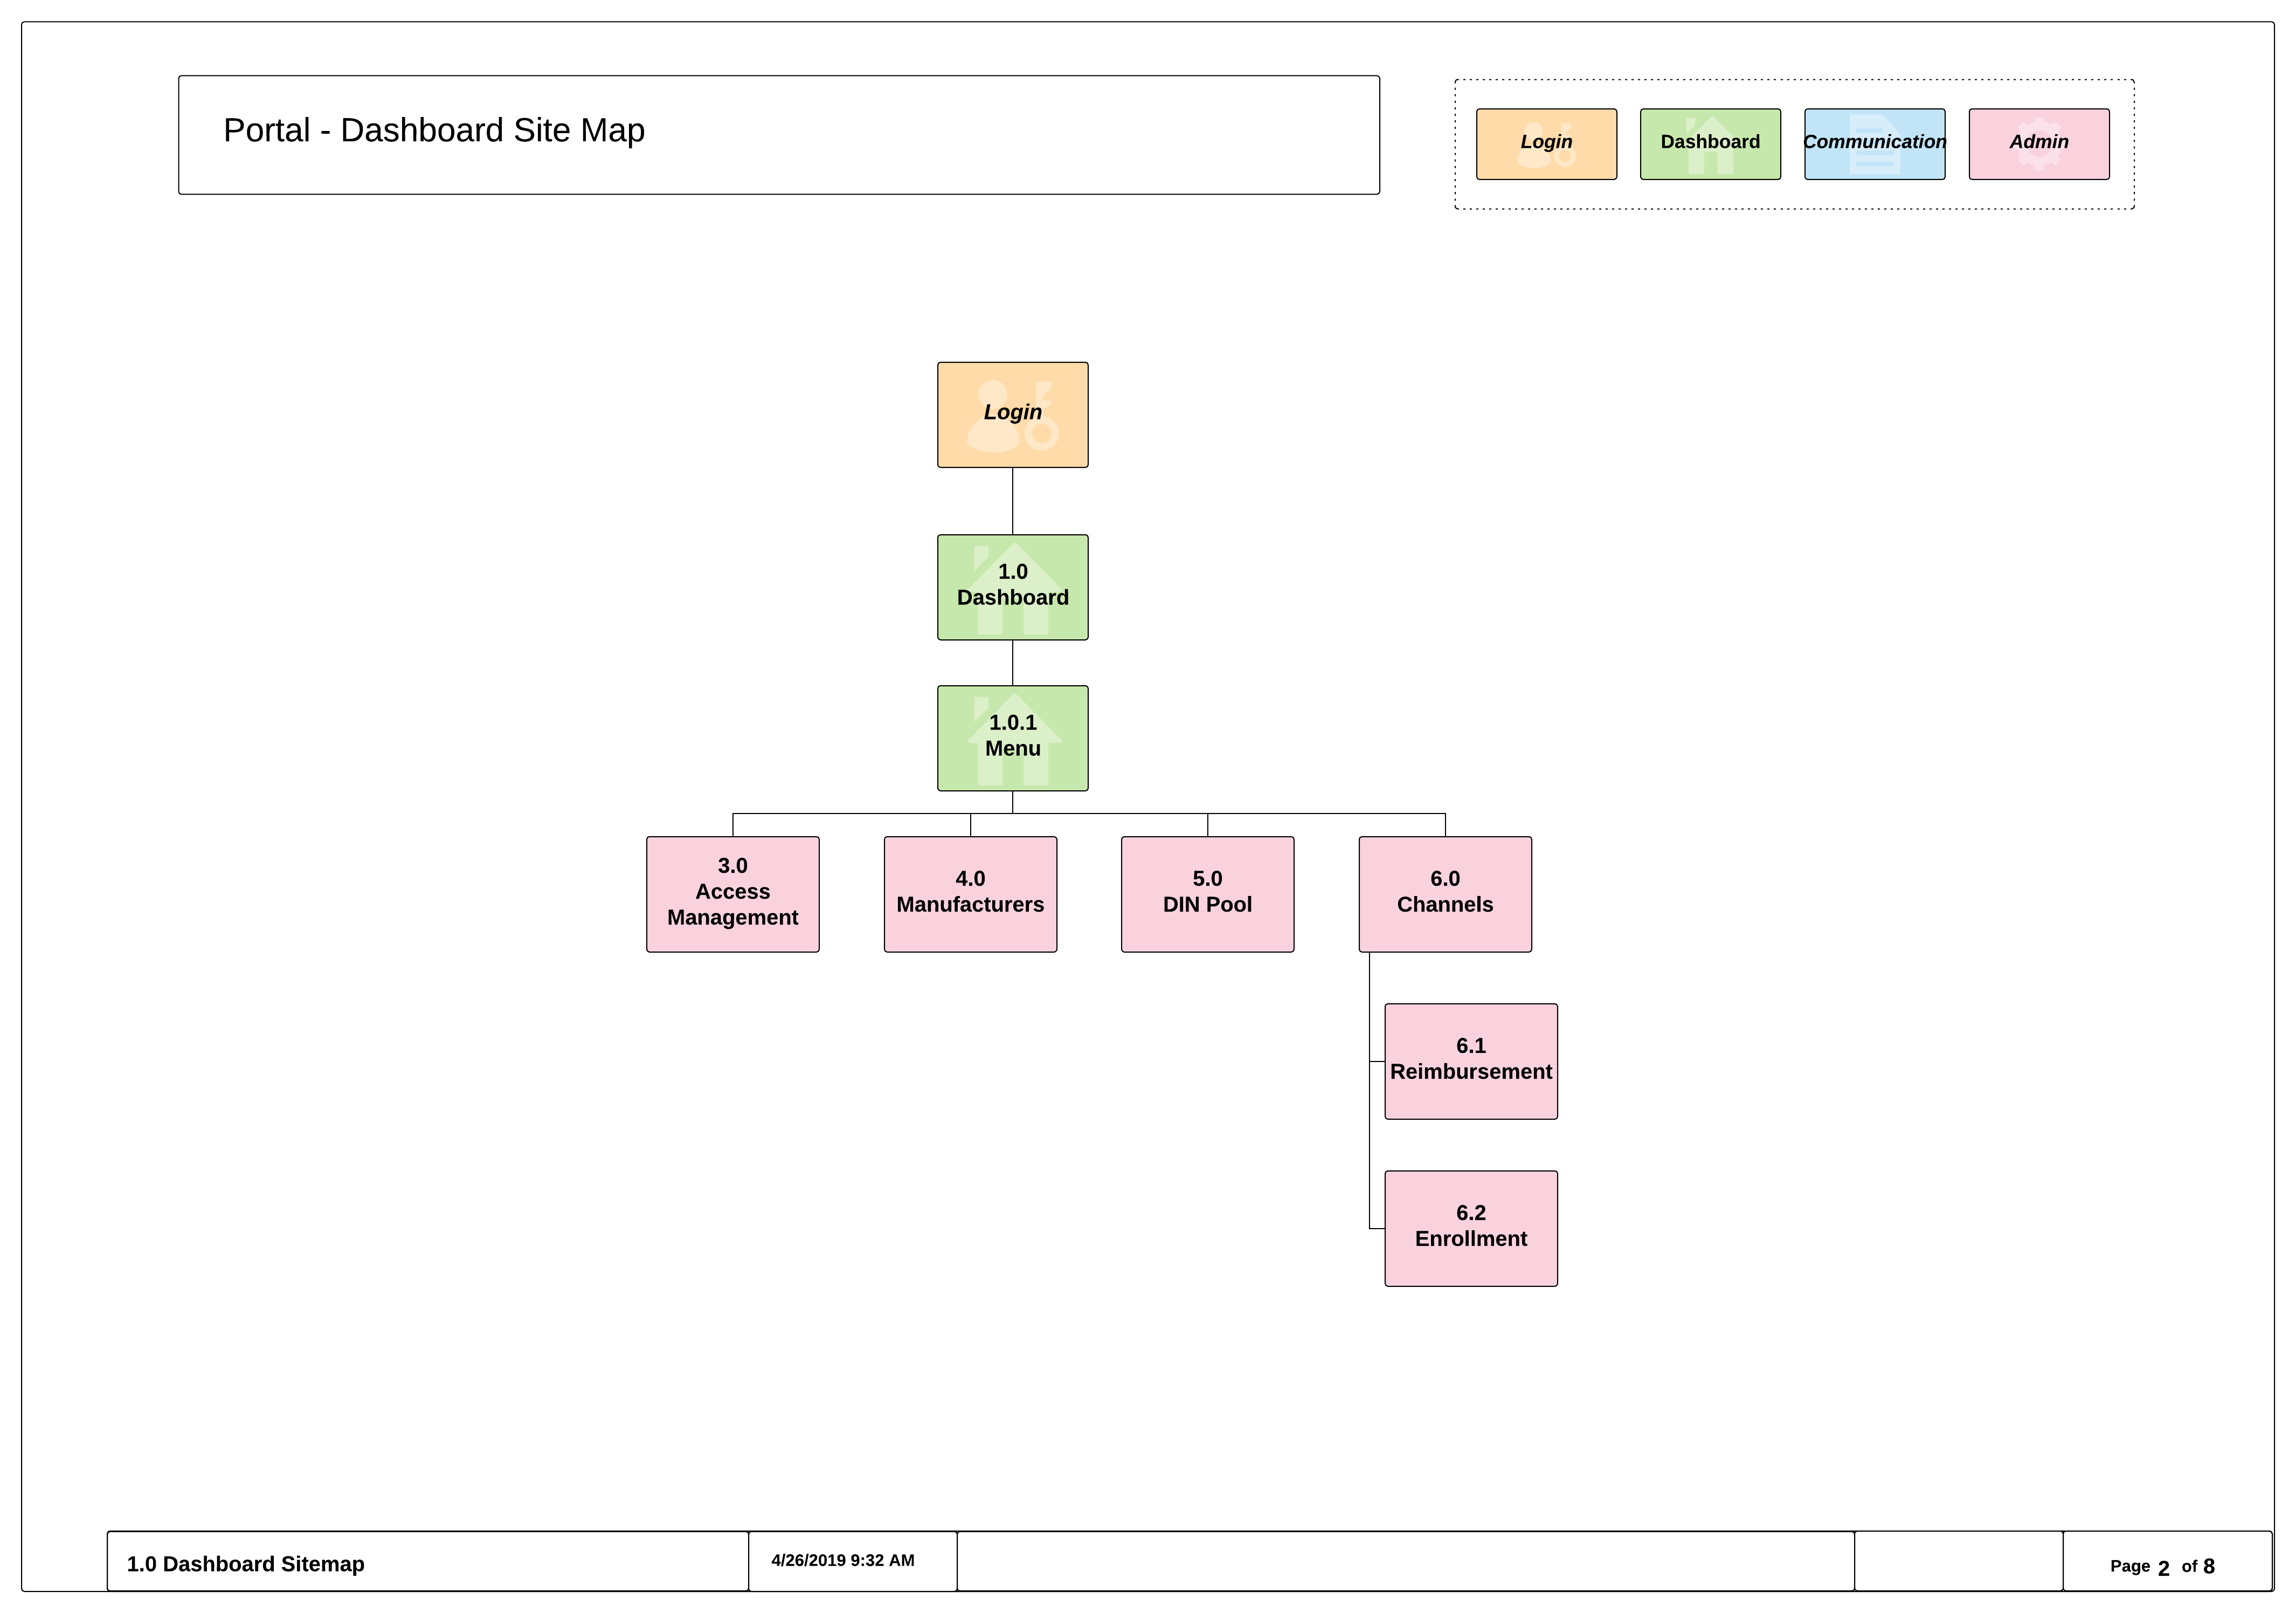 Portal - Dashboard Site Map
Login
Dashboard
Communication
Admin
Login
1.0
Dashboard
1.0.1
Menu
3.0
Access
Management
4.0
Manufacturers
5.0
DIN Pool
6.0
Channels
6.1
Reimbursement
6.2
Enrollment
1.0 Dashboard Sitemap
4/26/2019 9:32 AM
Page 2 of 8